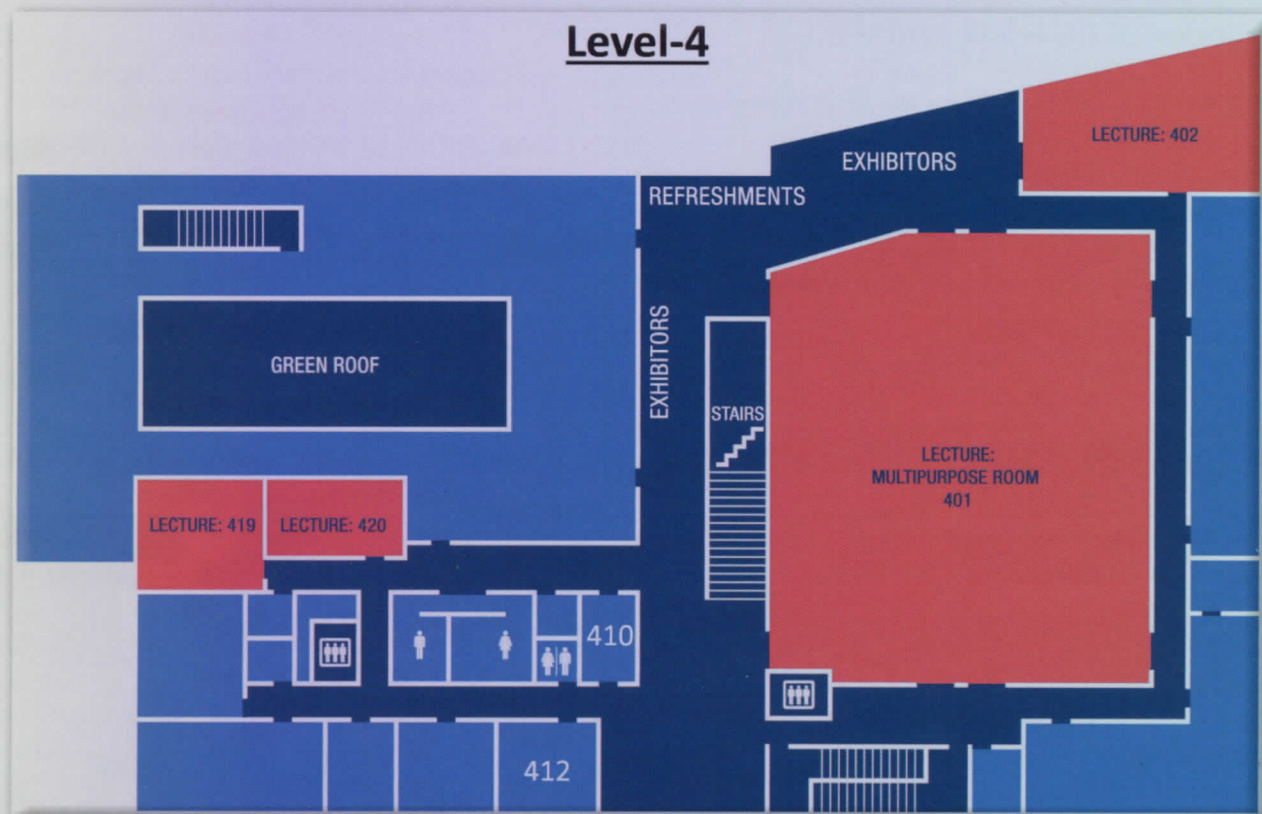 Level-4
LECTURE: 402
EXHIBITORS
REFRESHMENTS
EXHIBITORS
GREEN ROOF
STAIRS
LECTURE:
MULTIPURPOSE ROOM
401
LECTURE: 419
LECTURE: 420
410
412